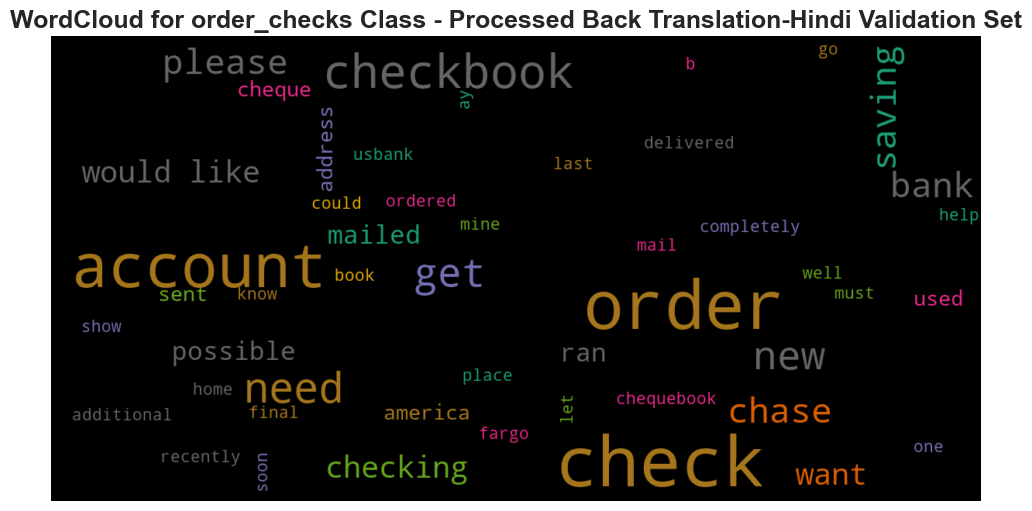 WordCloud for order_checks Class - Processed Back Translation-Hindi Validation Set
please
checkbook
b
go
saving
cheque
ay
address
usbank
last
delivered
would like
bank
could
ordered
mailed
mine
completely
help
mail
account
book
get
well
sent
know
order
must
used
show
possible
ran
new
home
need
place
additional
final
america
let
chequebook
chase
fargo
recently
soon
checking
check
want
one